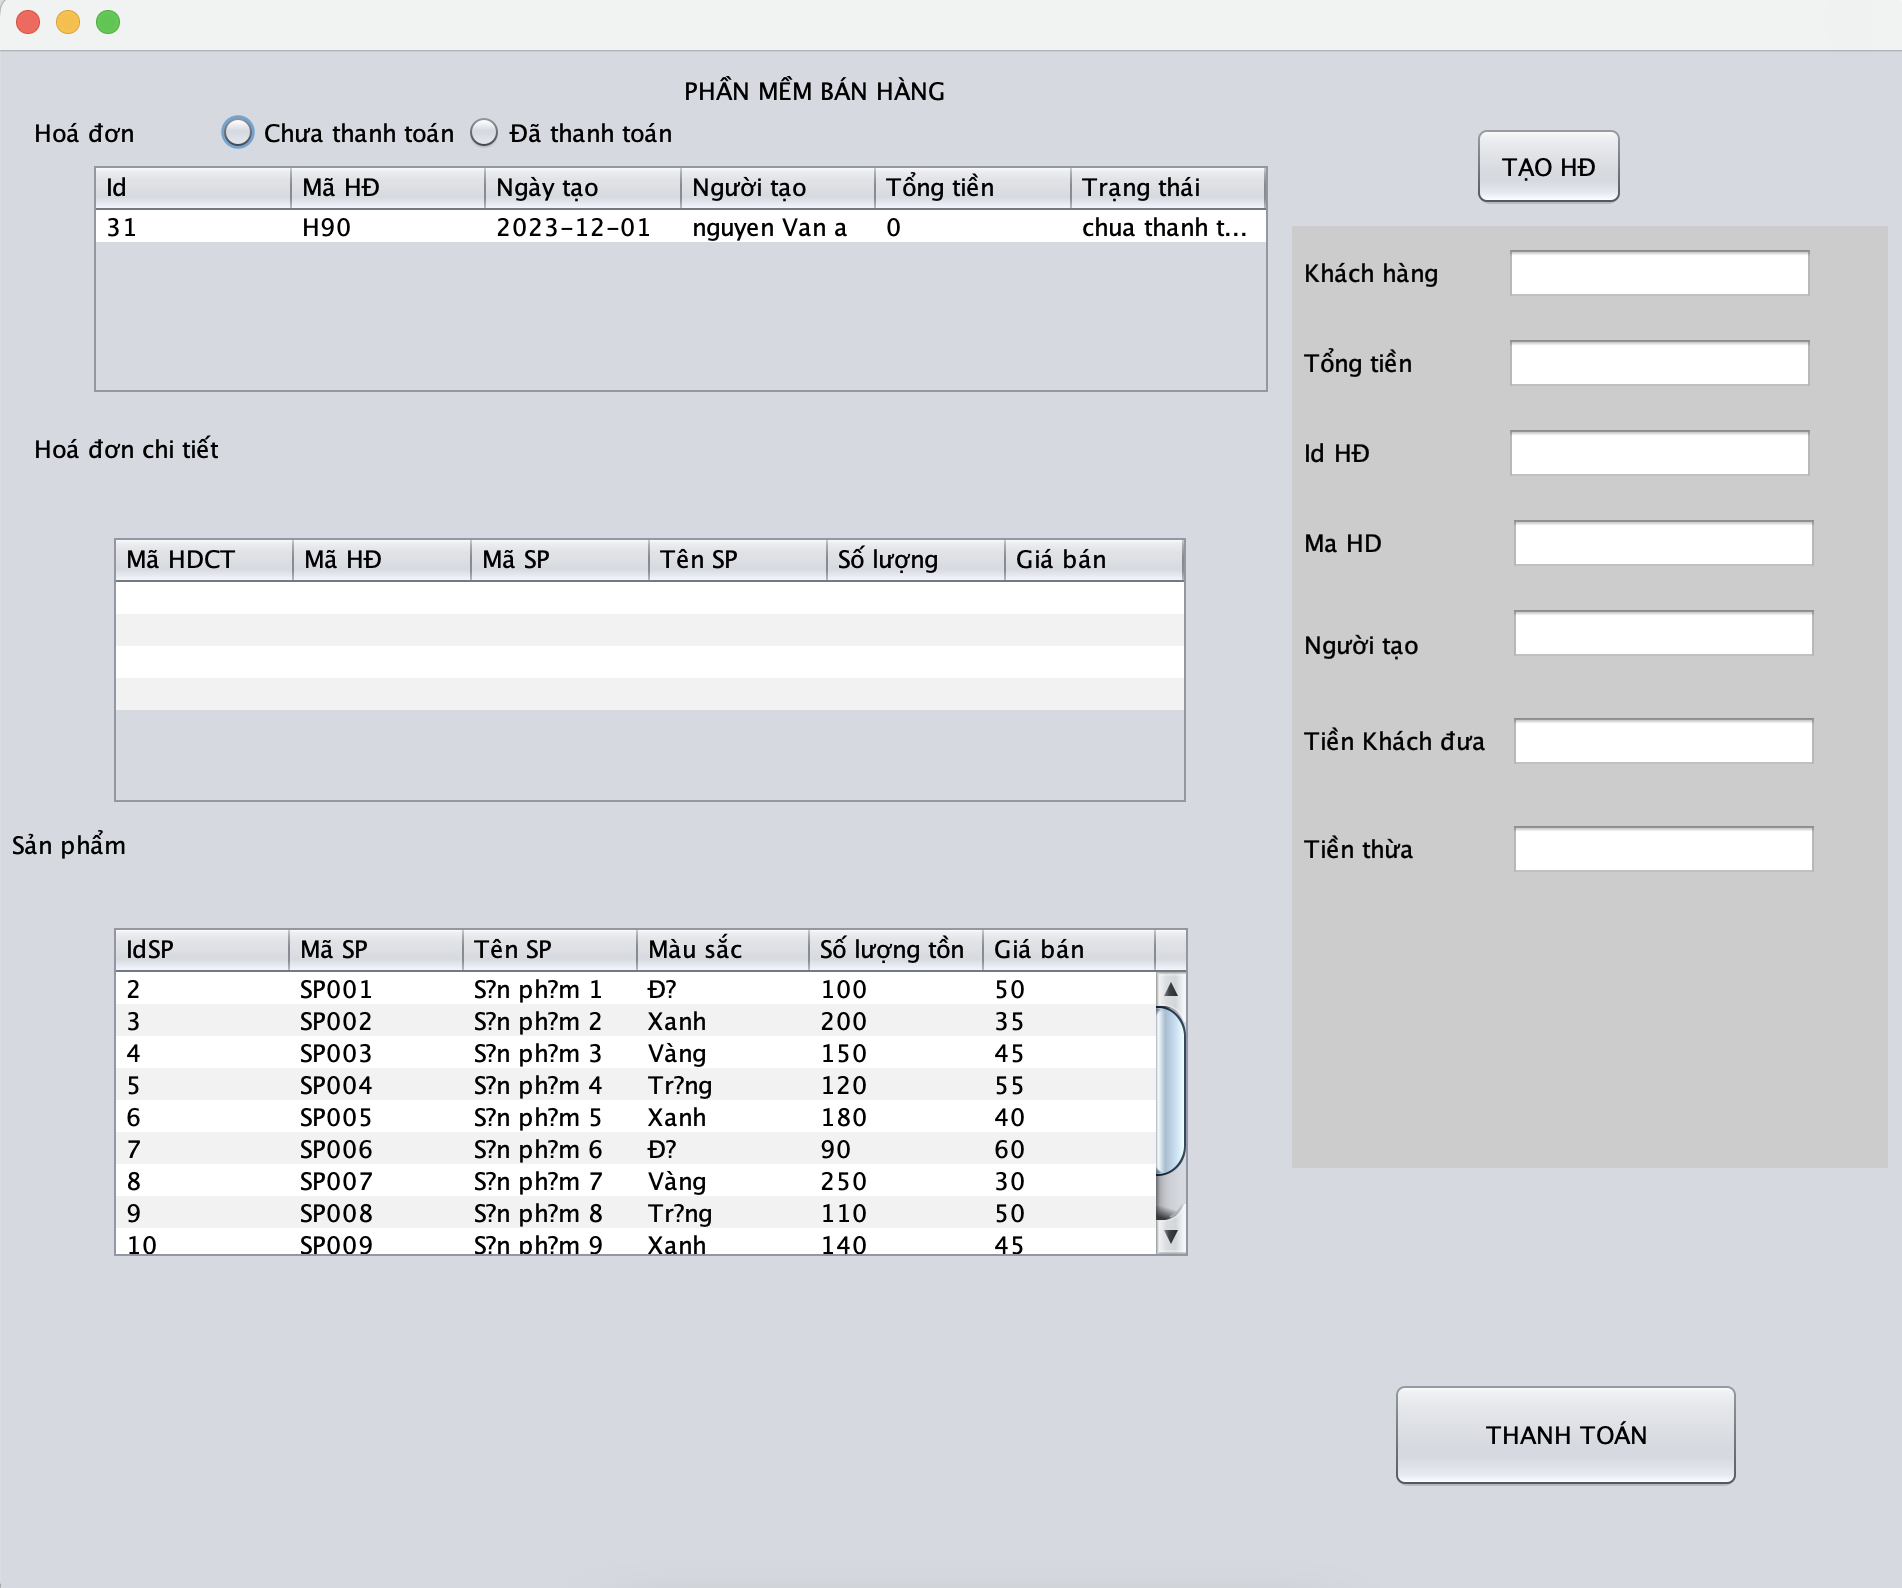 PHẦN MỀM BÁN HÀNG
Hoá đơn Chưa thanh toán Đã thanh toán
TẠO HĐ
Id Mã HĐ Ngày tạo Người tạo Tổng tiền Trạng thái
31 H90 2023-12-01 nguyen Van a 0 chua thanh t...
Hoá đơn chi tiết
Mã HDCT Mã HĐ Mã SP Tên SP Số lượng Giá bán
Sản phẩm
IdSP Mã SP Tên SP Màu sắc Số lượng tồn Giá bán
2 SP001 S?n ph?m 1 Đ? 100 50
3 SP002 S?n ph?m 2 Xanh 200 35
4 SP003 S?n ph?m 3 Vàng 150 45
5 SP004 S?n ph?m 4 Tr?ng 120 55
6 SP005 S?n ph?m 5 Xanh 180 40
7 SP006 S?n ph?m 6 Đ? 90 60
8 SP007 S?n ph?m 7 Vàng 250 30
9 SP008 S?n ph?m 8 Tr?ng 110 50
10 SP009 S?n ph?m 9 Xanh 140 45
Khách hàng
Tổng tiền
Id HĐ
Ma HD
Người tạo
Tiền Khách đưa
Tiền thừa
THANH TOÁN